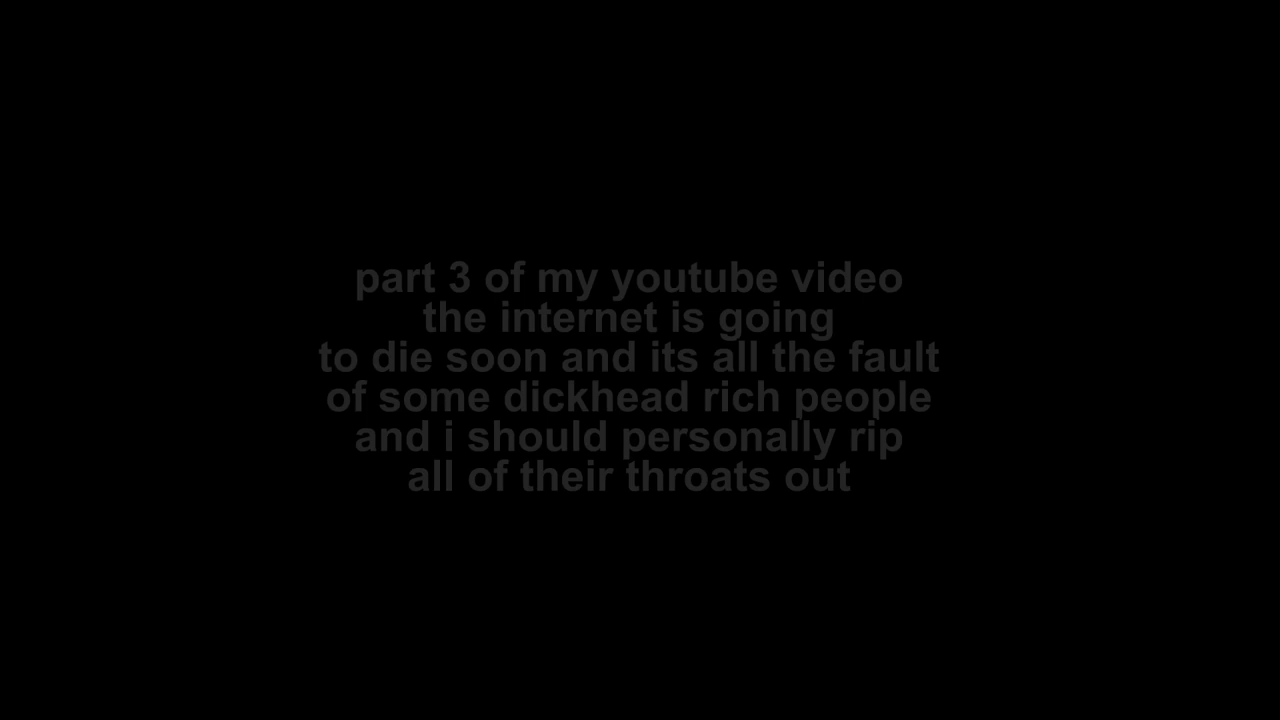 part 3 of my youtube video
the internet is going
to die soon and its all the fault
of some dickhead rich people
and i should personally rip
all of their throats out